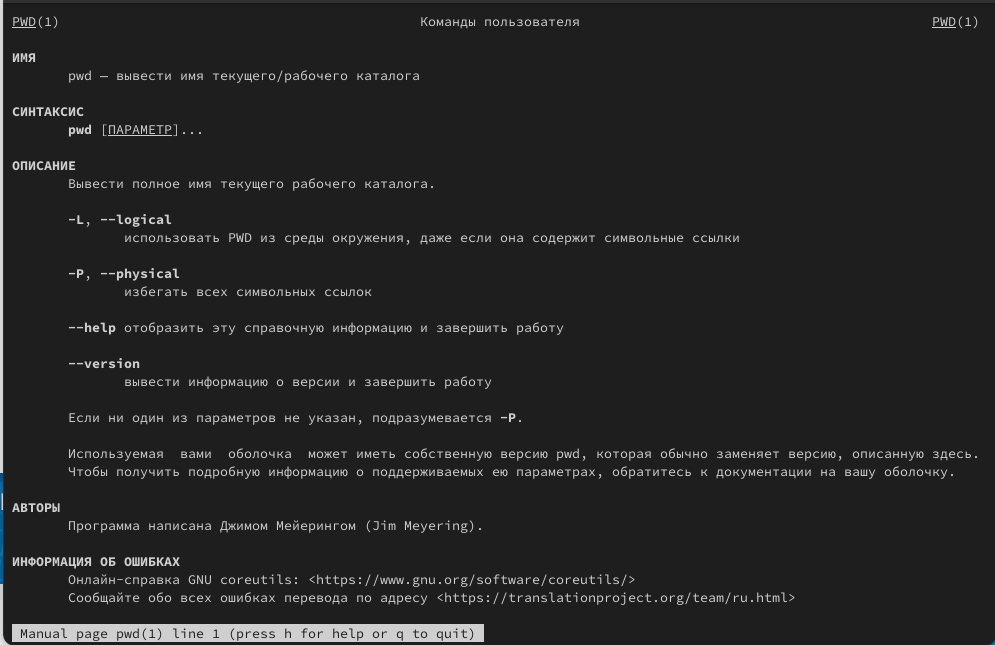 PWD(1) Команды пользователя PWD(1)
ИМЯ
pwd — вывести имя текущего/рабочего каталога
СИНТАКСИС
pwd [ПАРАМЕТР]...
ОПИСАНИЕ
Вывести полное имя текущего рабочего каталога.
-L, --logical
использовать PWD из среды окружения, даже если она содержит символьные ссылки
-P, --physical
избегать всех символьных ссылок
--help отобразить эту справочную информацию и завершить работу
--version
вывести информацию о версии и завершить работу
Если ни один из параметров не указан, подразумевается -P.
Используемая вами оболочка может иметь собственную версию pwd, которая обычно заменяет версию, описанную здесь.
Чтобы получить подробную информацию о поддерживаемых ею параметрах, обратитесь к документации на вашу оболочку.
АВТОРЫ
Программа написана Джимом Мейерингом (Jim Meyering).
ИНФОРМАЦИЯ ОБ ОШИБКАХ
Онлайн-справка GNU coreutils: <https://www.gnu.org/software/coreutils/>
Сообщайте обо всех ошибках перевода по адресу <https://translationproject.org/team/ru.html>
Manual page pwd(1) line 1 (press h for help or q to quit)